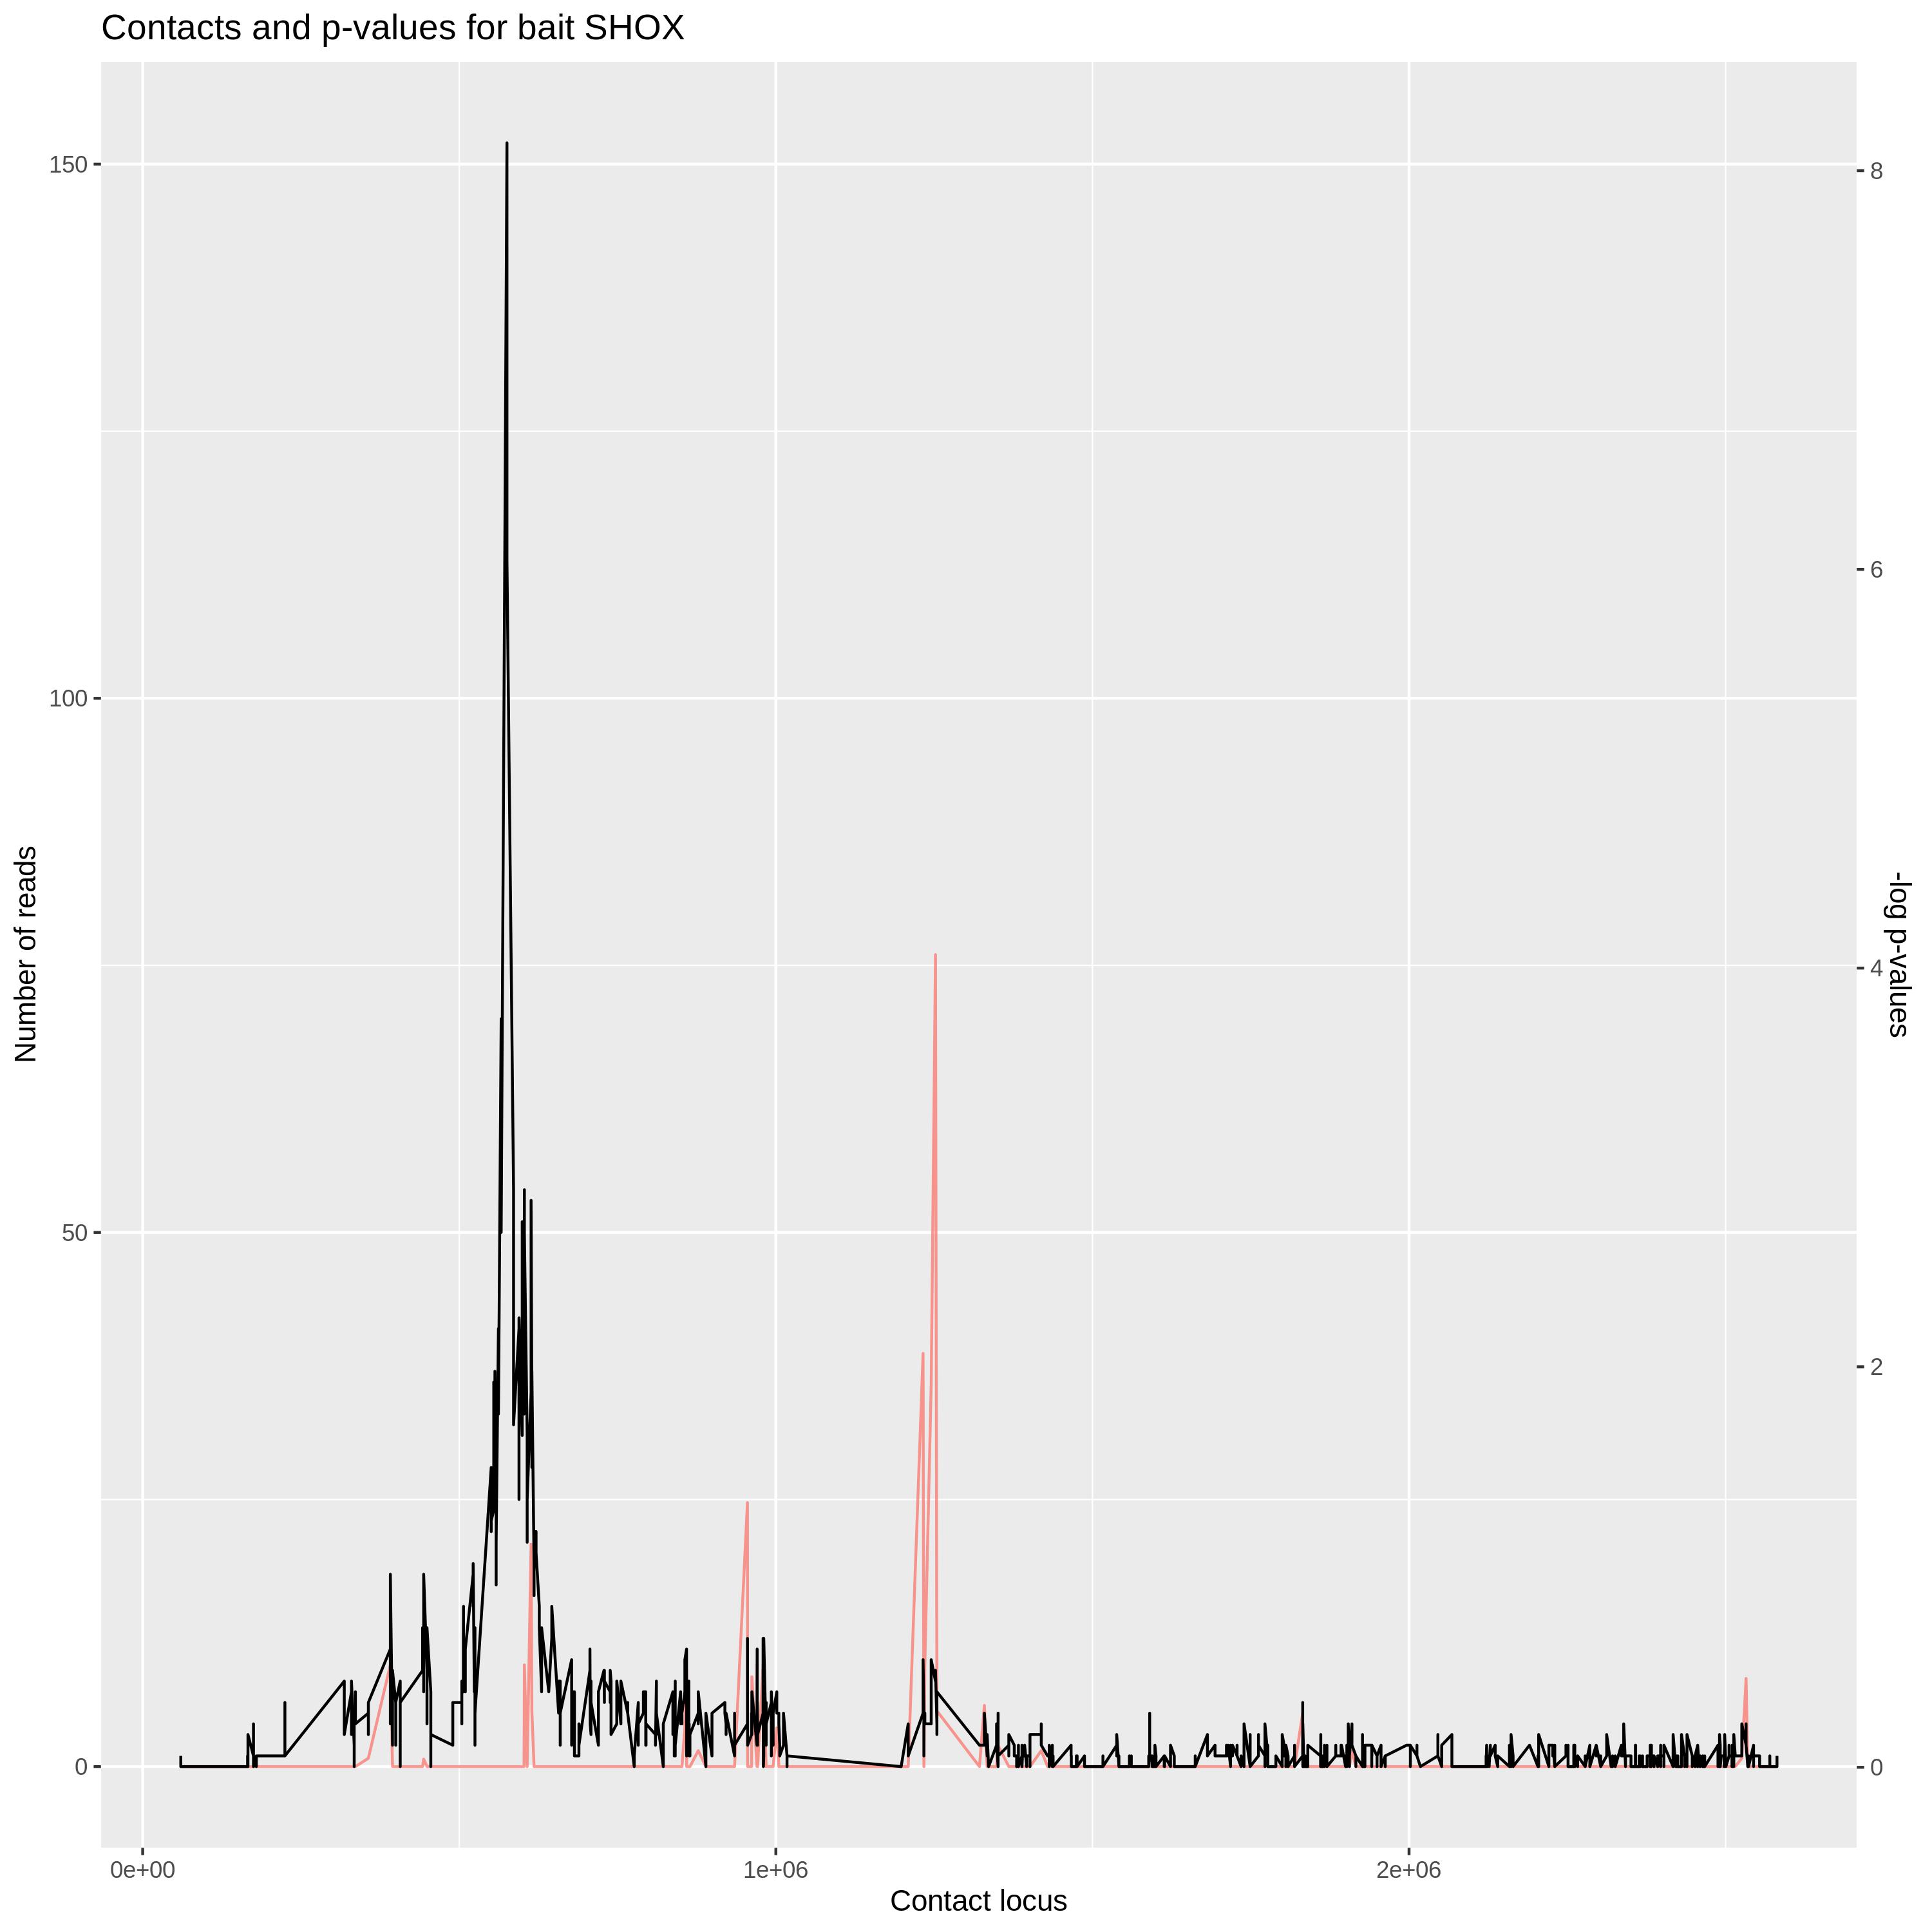 Contacts and p-values for bait SHOX
150
100
50
0
Number of reads
8
6
4
2
0
-log p-values
0e+00
1e+06
2e+06
Contact locus